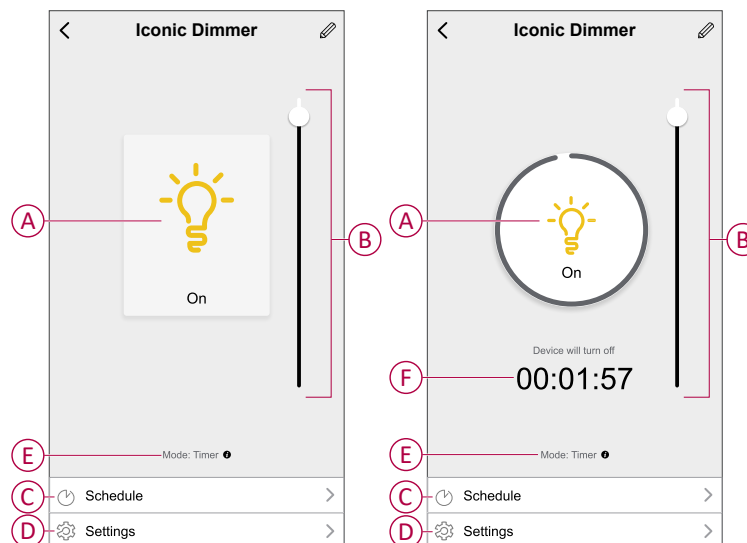 Iconic Dimmer
A
On
B
E
Mode: Timer
C
Schedule
D
Settings
Iconic Dimmer
A
On
B
Device will turn off
F
00:01:57
E
Mode: Timer
C
Schedule
D
Settings